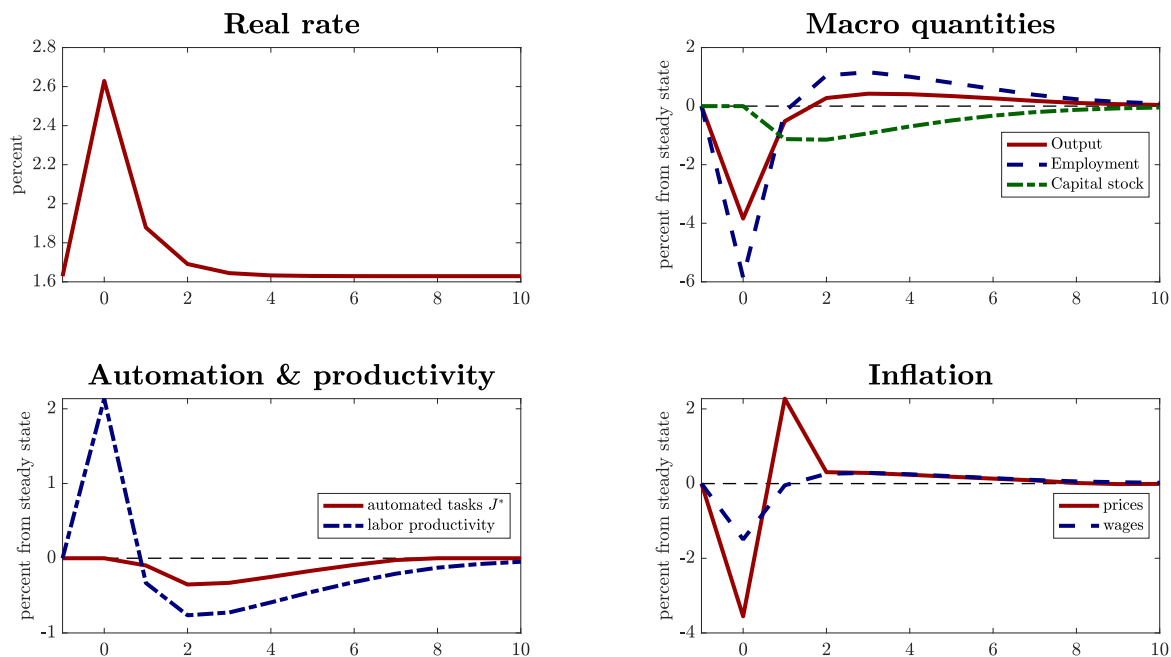 Real rate
percent
2.8
2.6
2.4
2.2
2
1.8
1.6
0 2 4 6 8 10
Macro quantities
percent from steady state
2
0
-2
-4
-6
Output
Employment
Capital stock
0 2 4 6 8 10
Automation & productivity
percent from steady state
2
1
0
-1
automated tasks J*
labor productivity
0 2 4 6 8 10
Inflation
percent from steady state
2
0
-2
-4
prices
wages
0 2 4 6 8 10